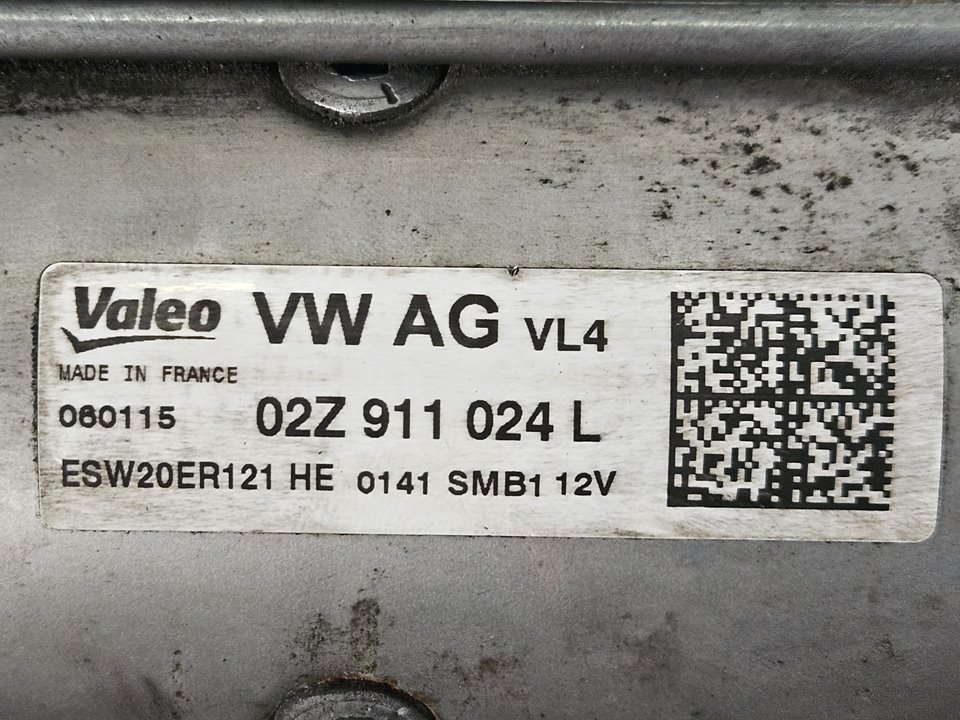 Valeo VW AG VL4
MADE IN FRANCE
060115 02Z 911 024 L
ESW20ER121 HE 0141 SMB1 12V